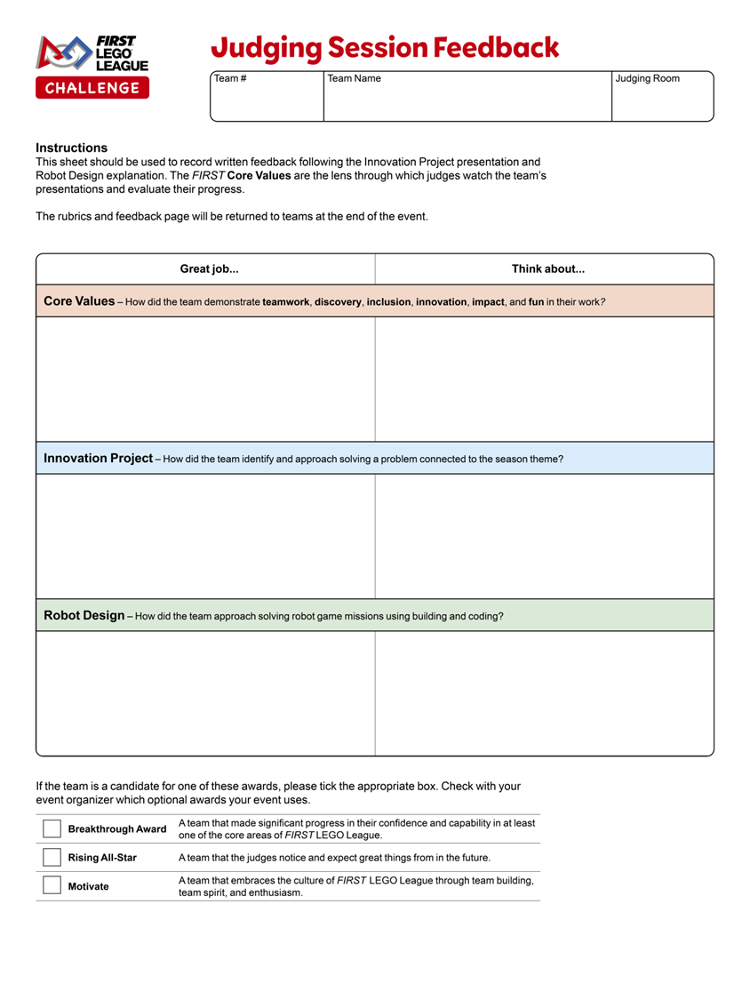 FIRST
LEGO
LEAGUE
CHALLENGE
Judging Session Feedback
Team #
Team Name
Judging Room
Instructions
This sheet should be used to record written feedback following the Innovation Project presentation and
Robot Design explanation. The FIRST Core Values are the lens through which judges watch the team's
presentations and evaluate their progress.
The rubrics and feedback page will be returned to teams at the end of the event.
Great job...
Think about...
Core Values – How did the team demonstrate teamwork, discovery, inclusion, innovation, impact, and fun in their work?
Innovation Project – How did the team identify and approach solving a problem connected to the season theme?
Robot Design – How did the team approach solving robot game missions using building and coding?
If the team is a candidate for one of these awards, please tick the appropriate box. Check with your
event organizer which optional awards your event uses.
Breakthrough Award
A team that made significant progress in their confidence and capability in at least
one of the core areas of FIRST LEGO League.
Rising All-Star
A team that the judges notice and expect great things from in the future.
Motivate
A team that embraces the culture of FIRST LEGO League through team building,
team spirit, and enthusiasm.